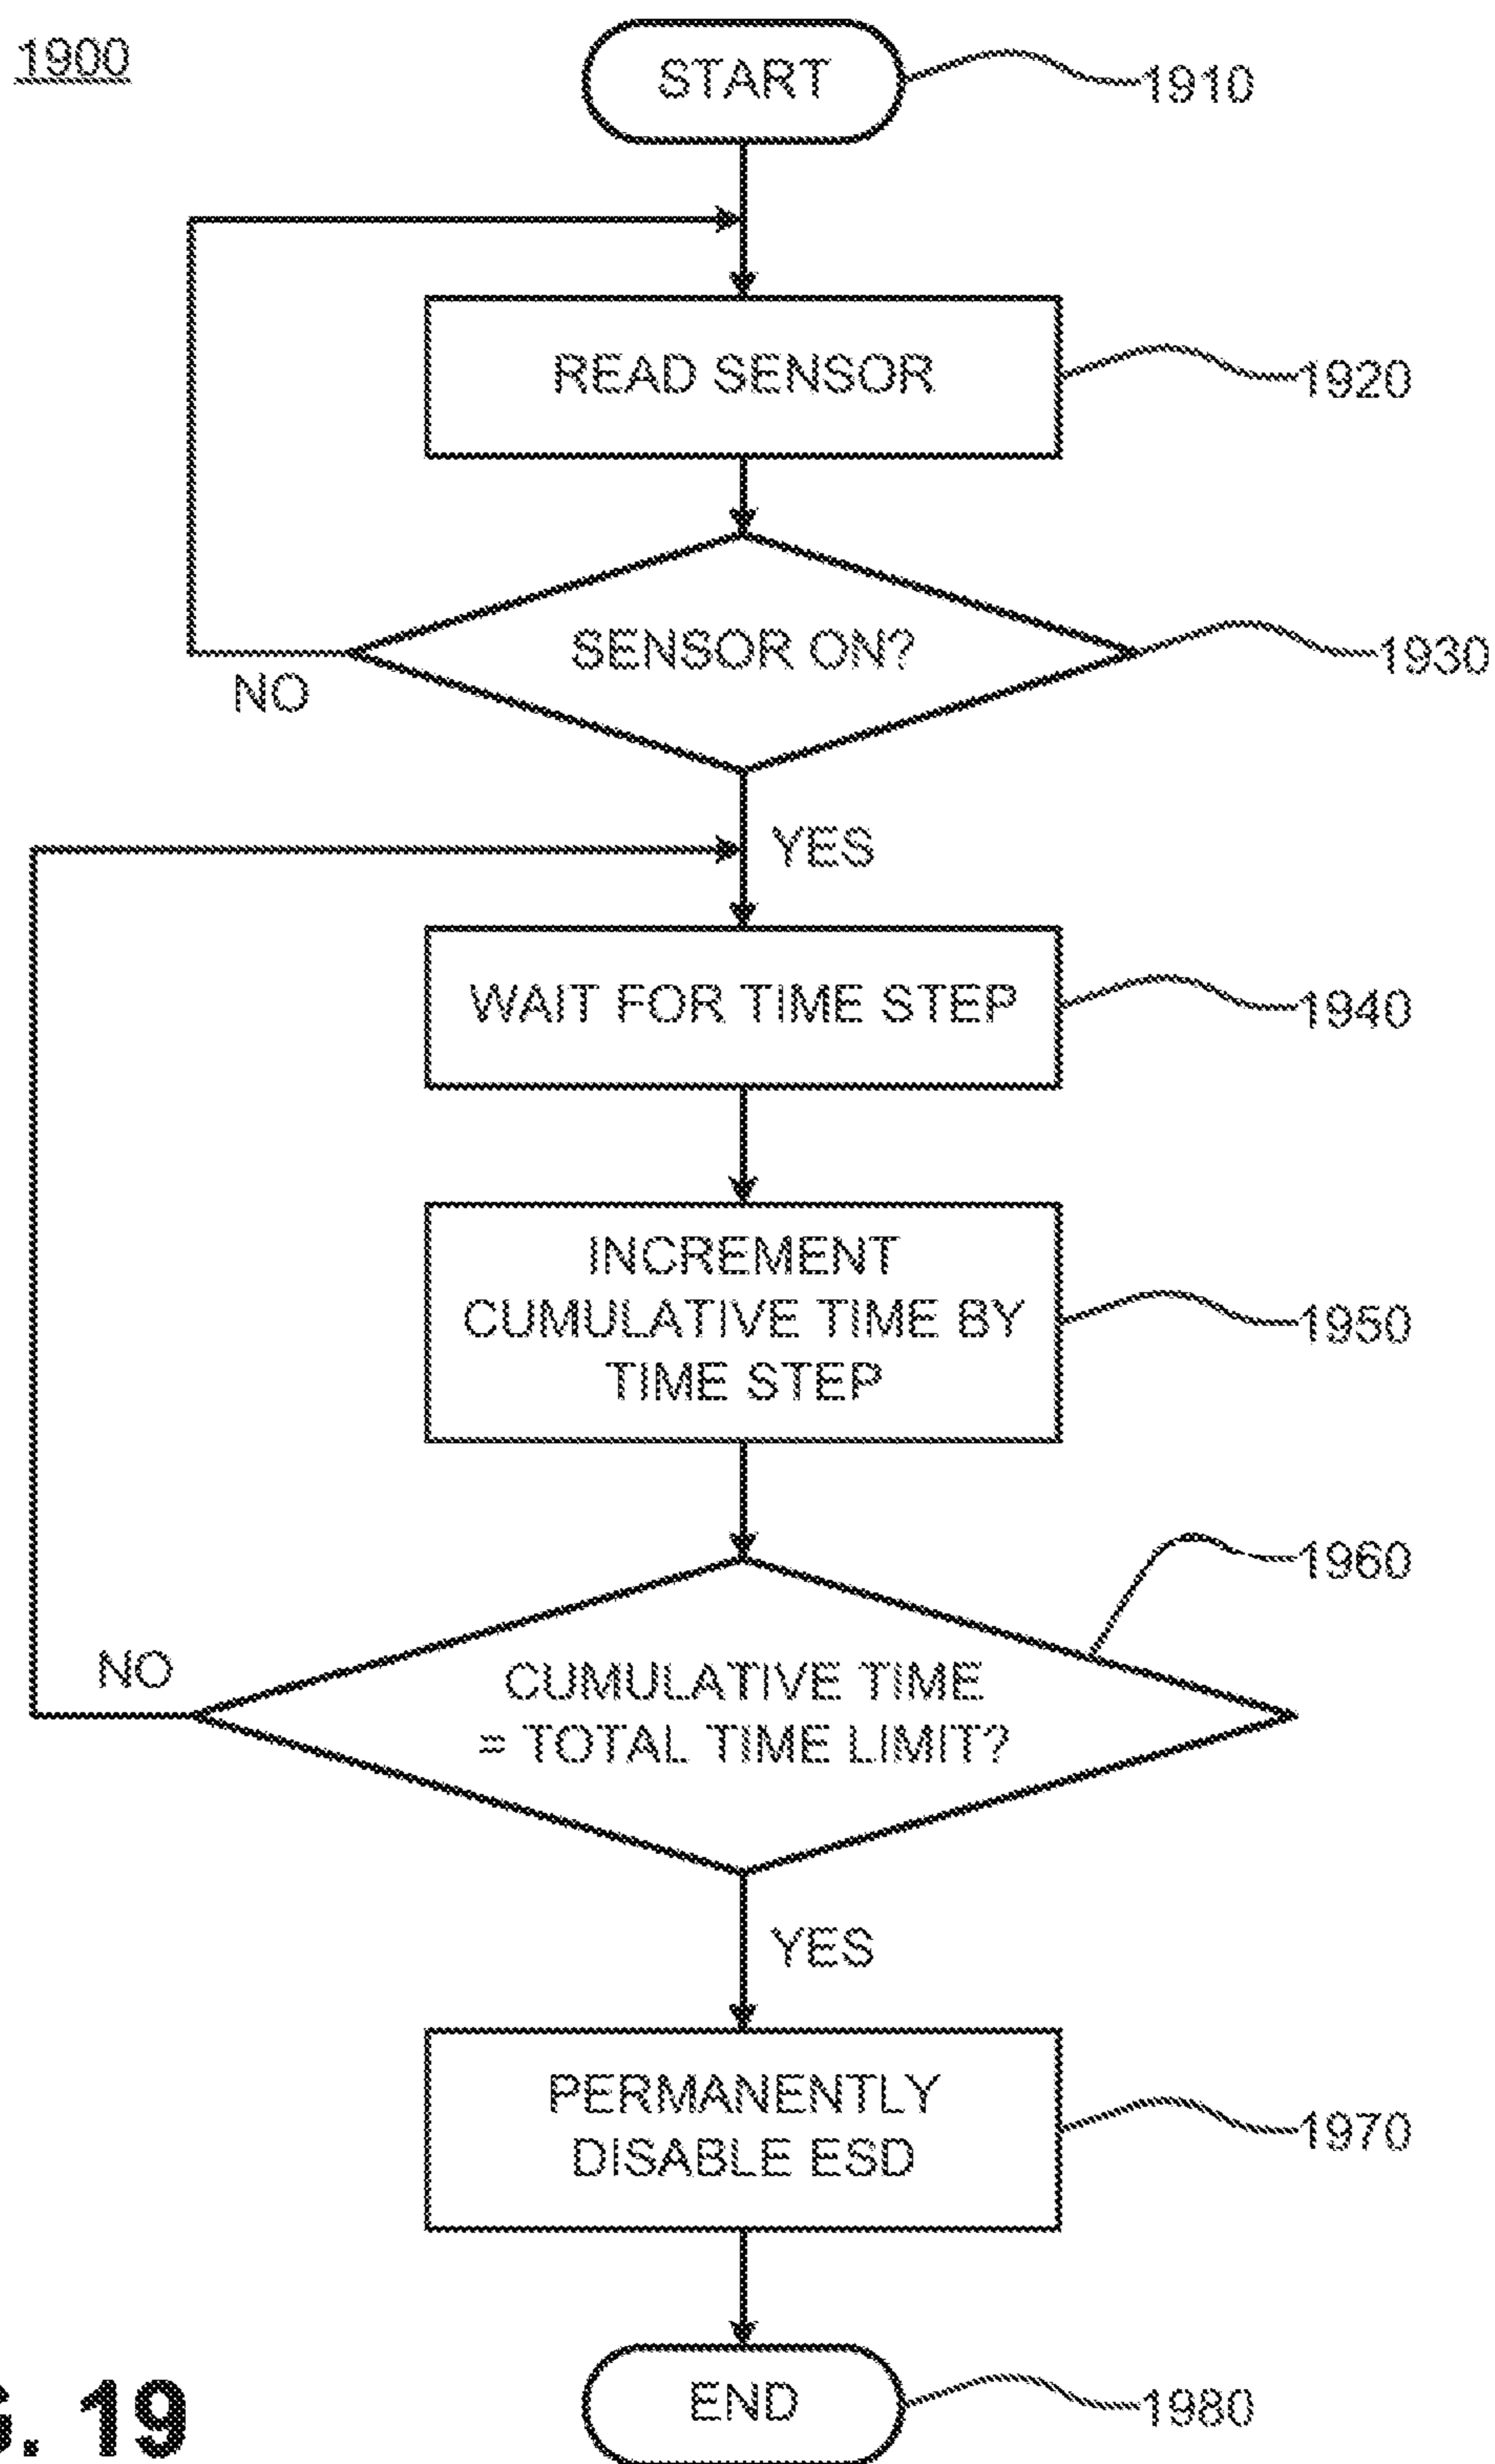 1900
START
1910
READ SENSOR
1920
SENSOR ON?
1930
NO
YES
WAIT FOR TIME STEP
1940
INCREMENT
CUMULATIVE TIME BY
TIME STEP
1950
1960
NO
CUMULATIVE TIME
= TOTAL TIME LIMIT?
YES
PERMANENTLY
DISABLE ESD
1970
END
1980
. 19